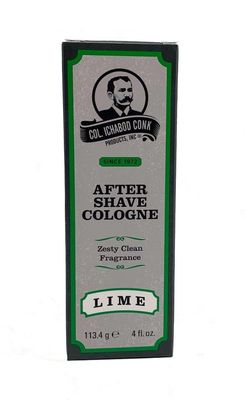 COL. ICHABOD CONK
PRODUCTS, INC
SINCE 1972
AFTER
SHAVE
COLOGNE
Zesty Clean
Fragrance
LIME
113.4 g ℮ 4 fl. oz.